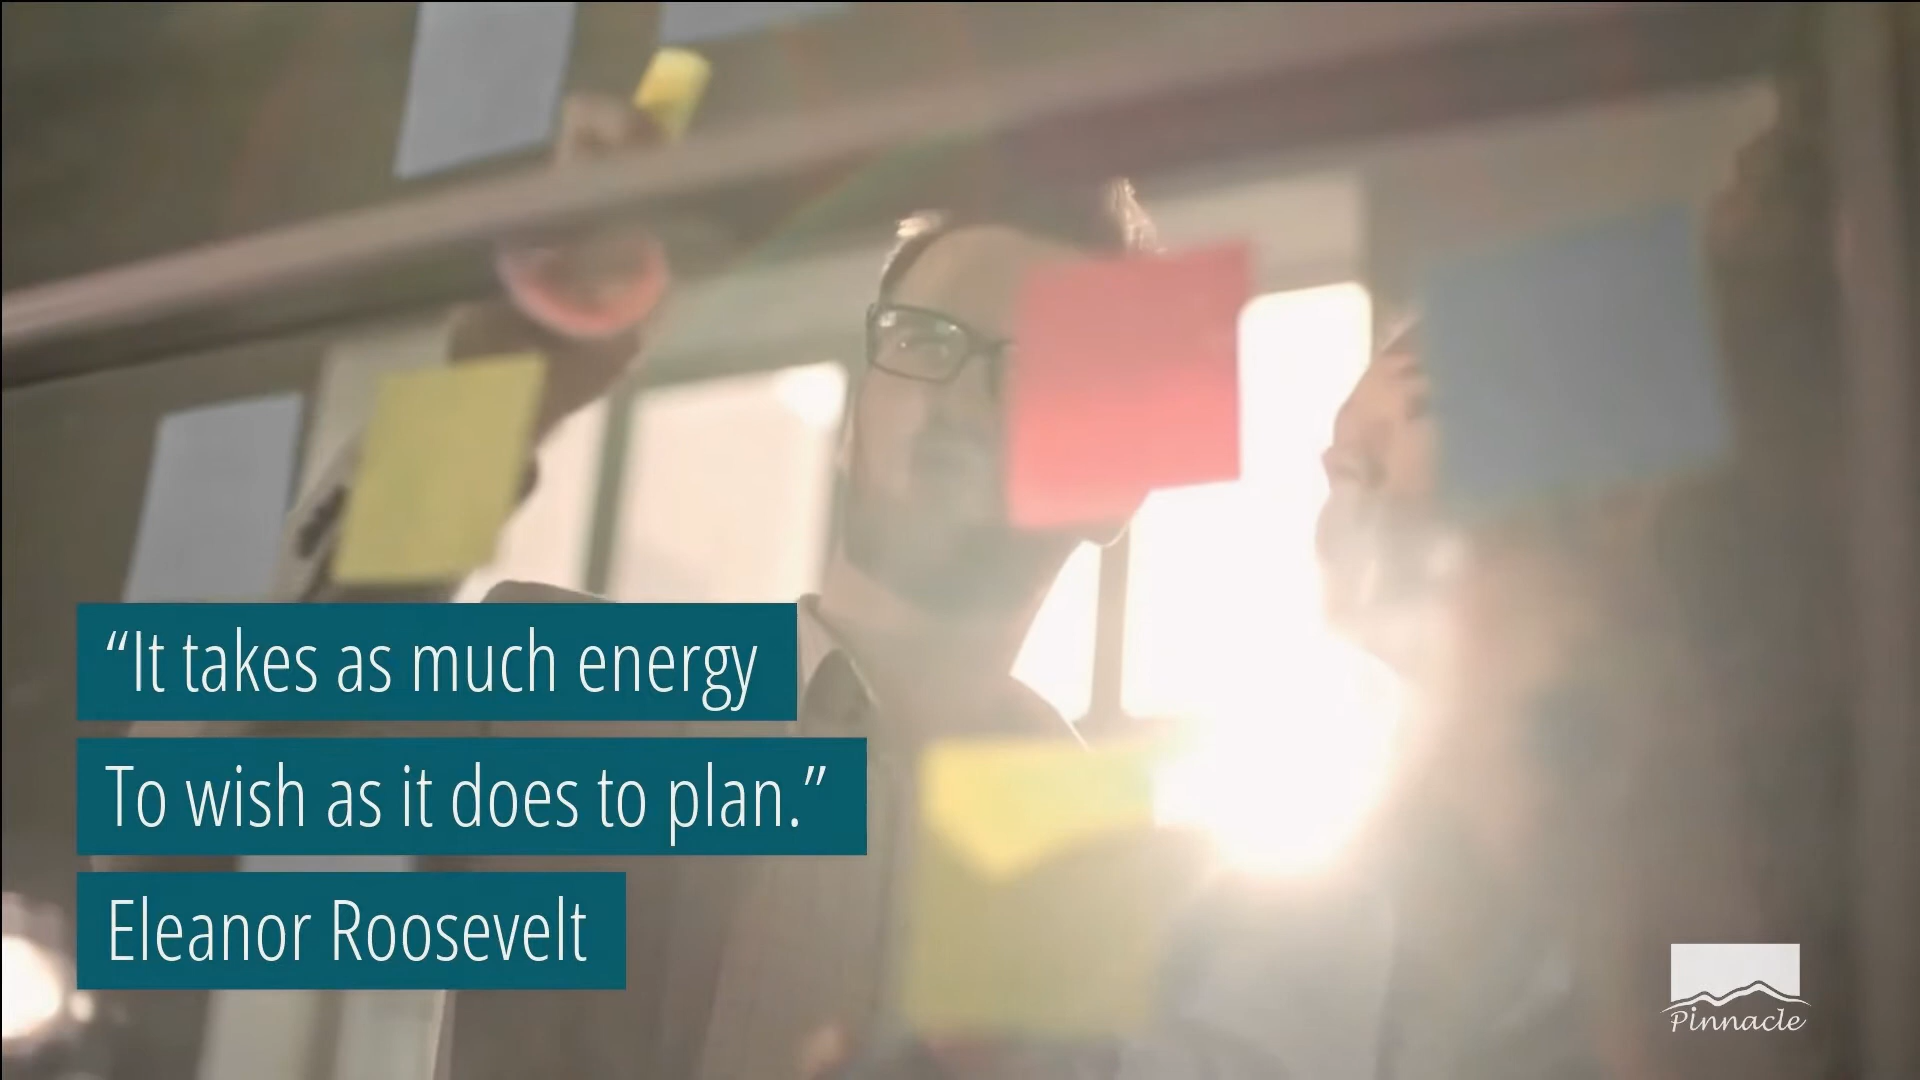 “It takes as much energy
To wish as it does to plan.”
Eleanor Roosevelt
Pinnacle